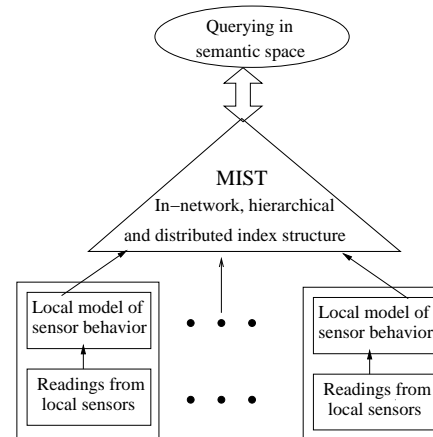 Querying in
semantic space
MIST
In-network, hierarchical
and distributed index structure
Local model of
sensor behavior
Readings from
local sensors
Local model of
sensor behavior
Readings from
local sensors